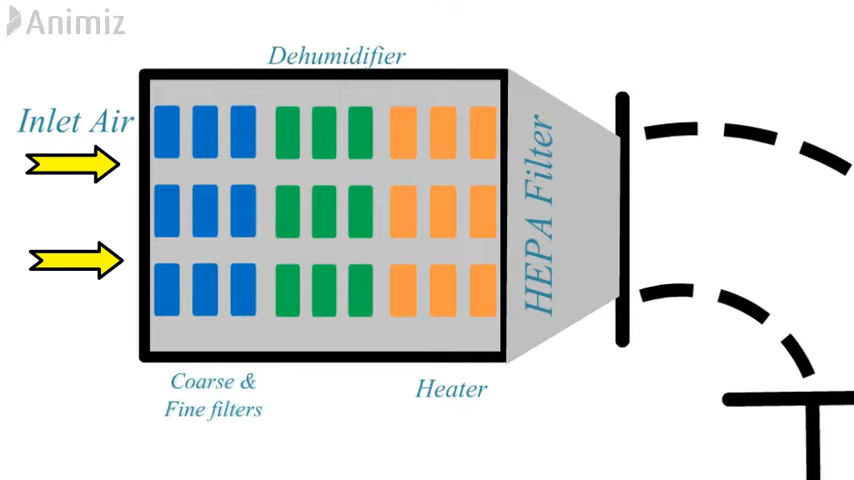 Animiz
Dehumidifier
Inlet Air
HEPA Filter
Coarse &
Fine filters
Heater